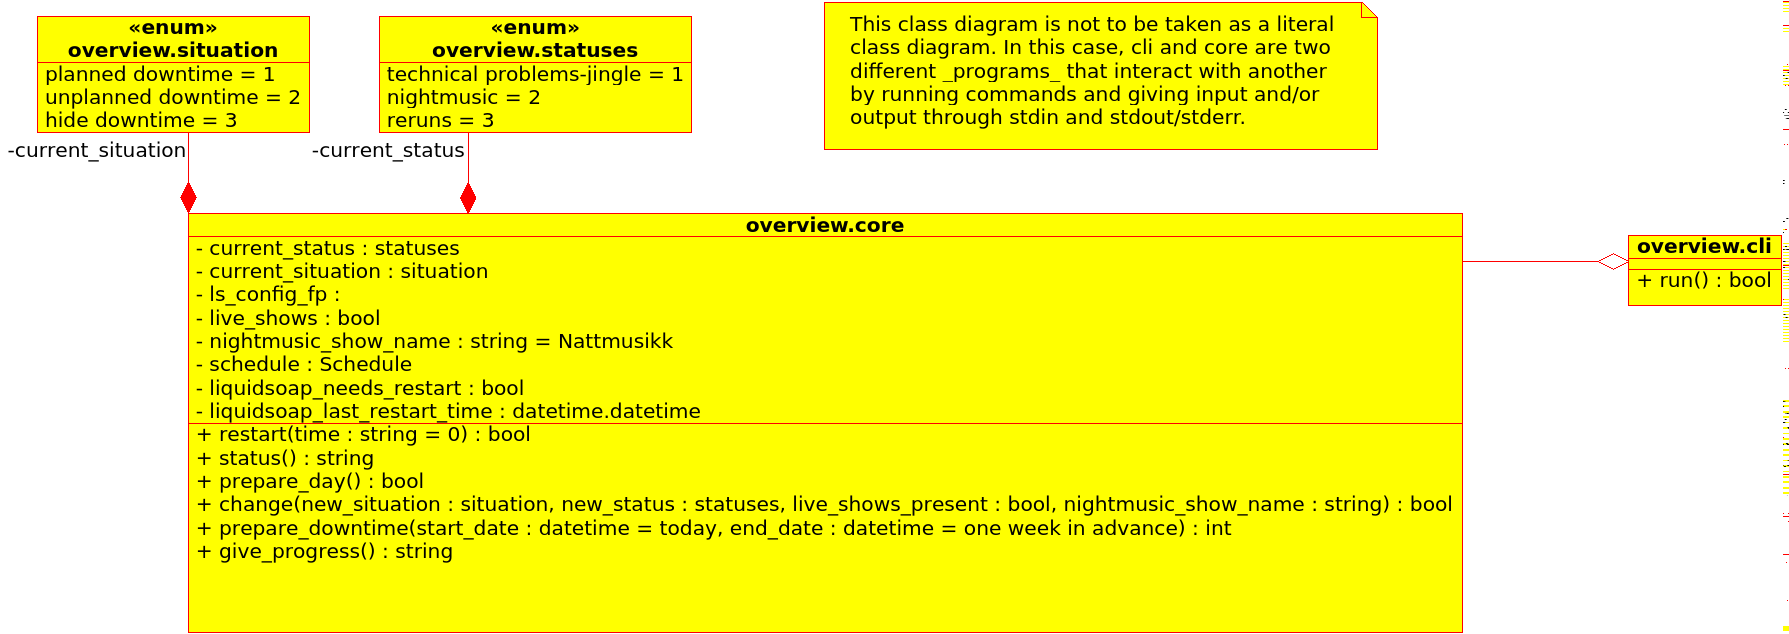 «enum»
overview.situation
planned downtime = 1
unplanned downtime = 2
hide downtime = 3
«enum»
overview.statuses
technical problems-jingle = 1
nightmusic = 2
reruns = 3
This class diagram is not to be taken as a literal
class diagram. In this case, cli and core are two
different _programs_ that interact with another
by running commands and giving input and/or
output through stdin and stdout/stderr.
-current_situation
-current_status
overview.core
- current_status : statuses
- current_situation : situation
- ls_config_fp :
- live_shows : bool
- nightmusic_show_name : string = Nattmusikk
- schedule : Schedule
- liquidsoap_needs_restart : bool
- liquidsoap_last_restart_time : datetime.datetime
+ restart(time : string = 0) : bool
+ status() : string
+ prepare_day() : bool
+ change(new_situation : situation, new_status : statuses, live_shows_present : bool, nightmusic_show_name : string) : bool
+ prepare_downtime(start_date : datetime = today, end_date : datetime = one week in advance) : int
+ give_progress() : string
overview.cli
+ run() : bool